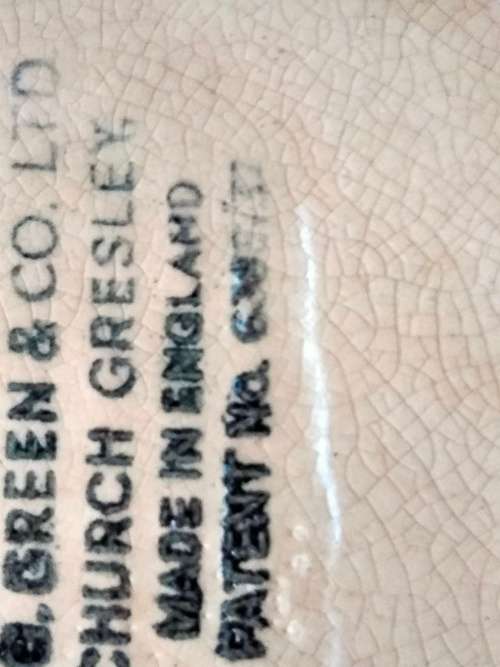 G. GREEN & CO. LTD
CHURCH GRESLEY,
MADE IN ENGLAND
PATENT No.